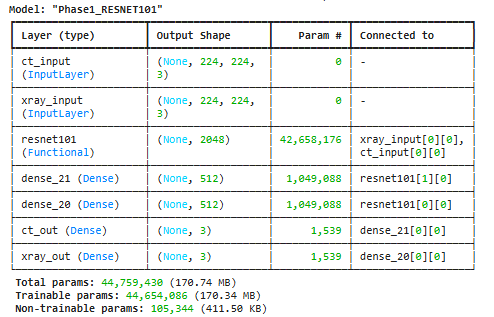 Model: "Phase1_RESNET101"
Layer (type) Output Shape Param # Connected to
ct_input (None, 224, 224, 0 -
(InputLayer) 3)
xray_input (None, 224, 224, 0 -
(InputLayer) 3)
resnet101 (None, 2048) 42,658,176 xray_input[0][0],
(Functional) ct_input[0][0]
dense_21 (Dense) (None, 512) 1,049,088 resnet101[1][0]
dense_20 (Dense) (None, 512) 1,049,088 resnet101[0][0]
ct_out (Dense) (None, 3) 1,539 dense_21[0][0]
xray_out (Dense) (None, 3) 1,539 dense_20[0][0]
Total params: 44,759,430 (170.74 MB)
Trainable params: 44,654,086 (170.34 MB)
Non-trainable params: 105,344 (411.50 KB)